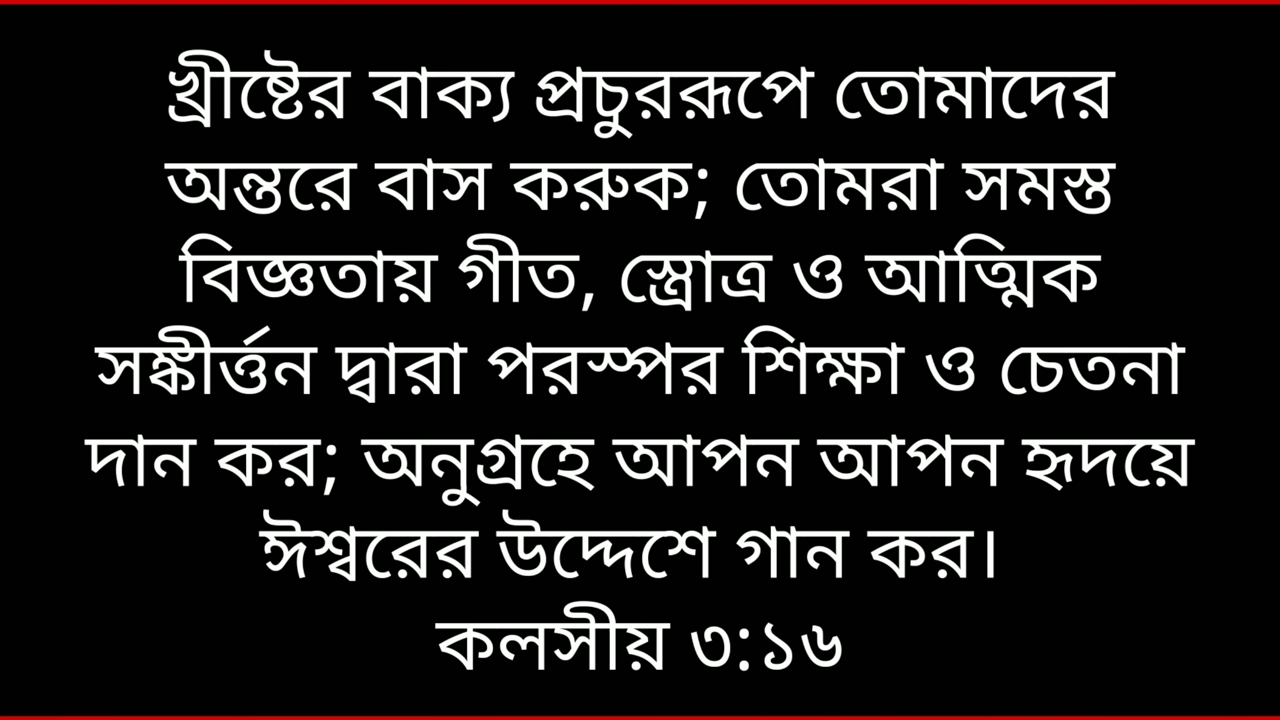 খ্রীষ্টের বাক্য প্রচুররূপে তোমাদের
অন্তরে বাস করুক; তোমরা সমস্ত
বিজ্ঞতায় গীত, স্ত্রোত্র ও আত্মিক
সঙ্কীর্ত্তন দ্বারা পরস্পর শিক্ষা ও চেতনা
দান কর; অনুগ্রহে আপন আপন হৃদয়ে
ঈশ্বরের উদ্দেশে গান কর।
কলসীয় ৩:১৬